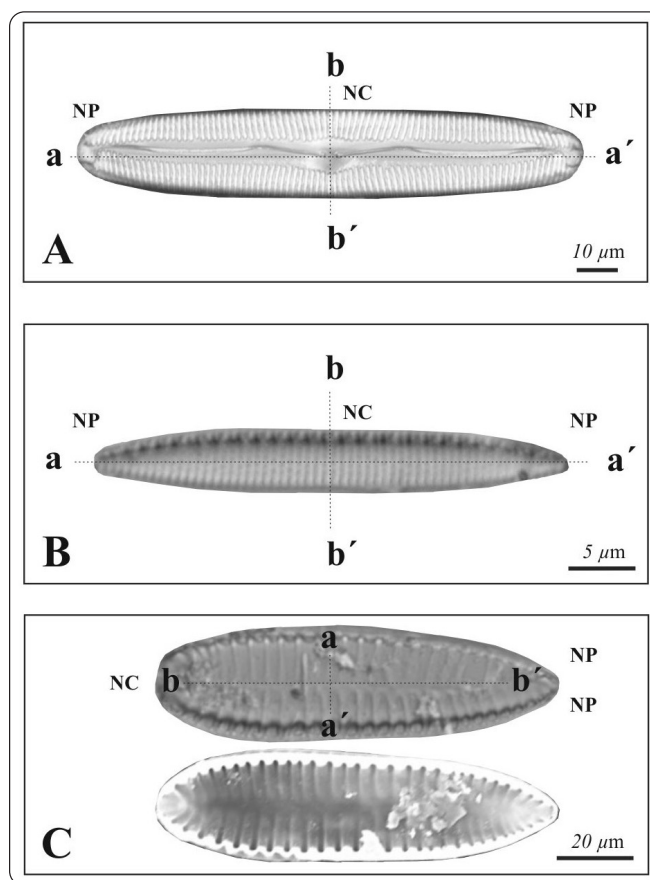 b
NC
NP NP
a a´
b´
A
10 µm
b
NC
NP NP
a a´
b´
B
5 µm
a
NP
NC b b´
NP
a´
C
20 µm